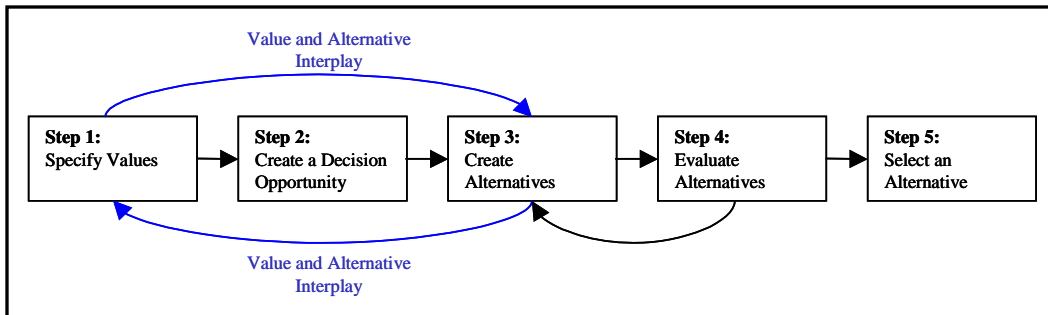 Value and Alternative
Interplay
Step 1:
Specify Values
Step 2:
Create a Decision
Opportunity
Step 3:
Create
Alternatives
Step 4:
Evaluate
Alternatives
Step 5:
Select an
Alternative
Value and Alternative
Interplay